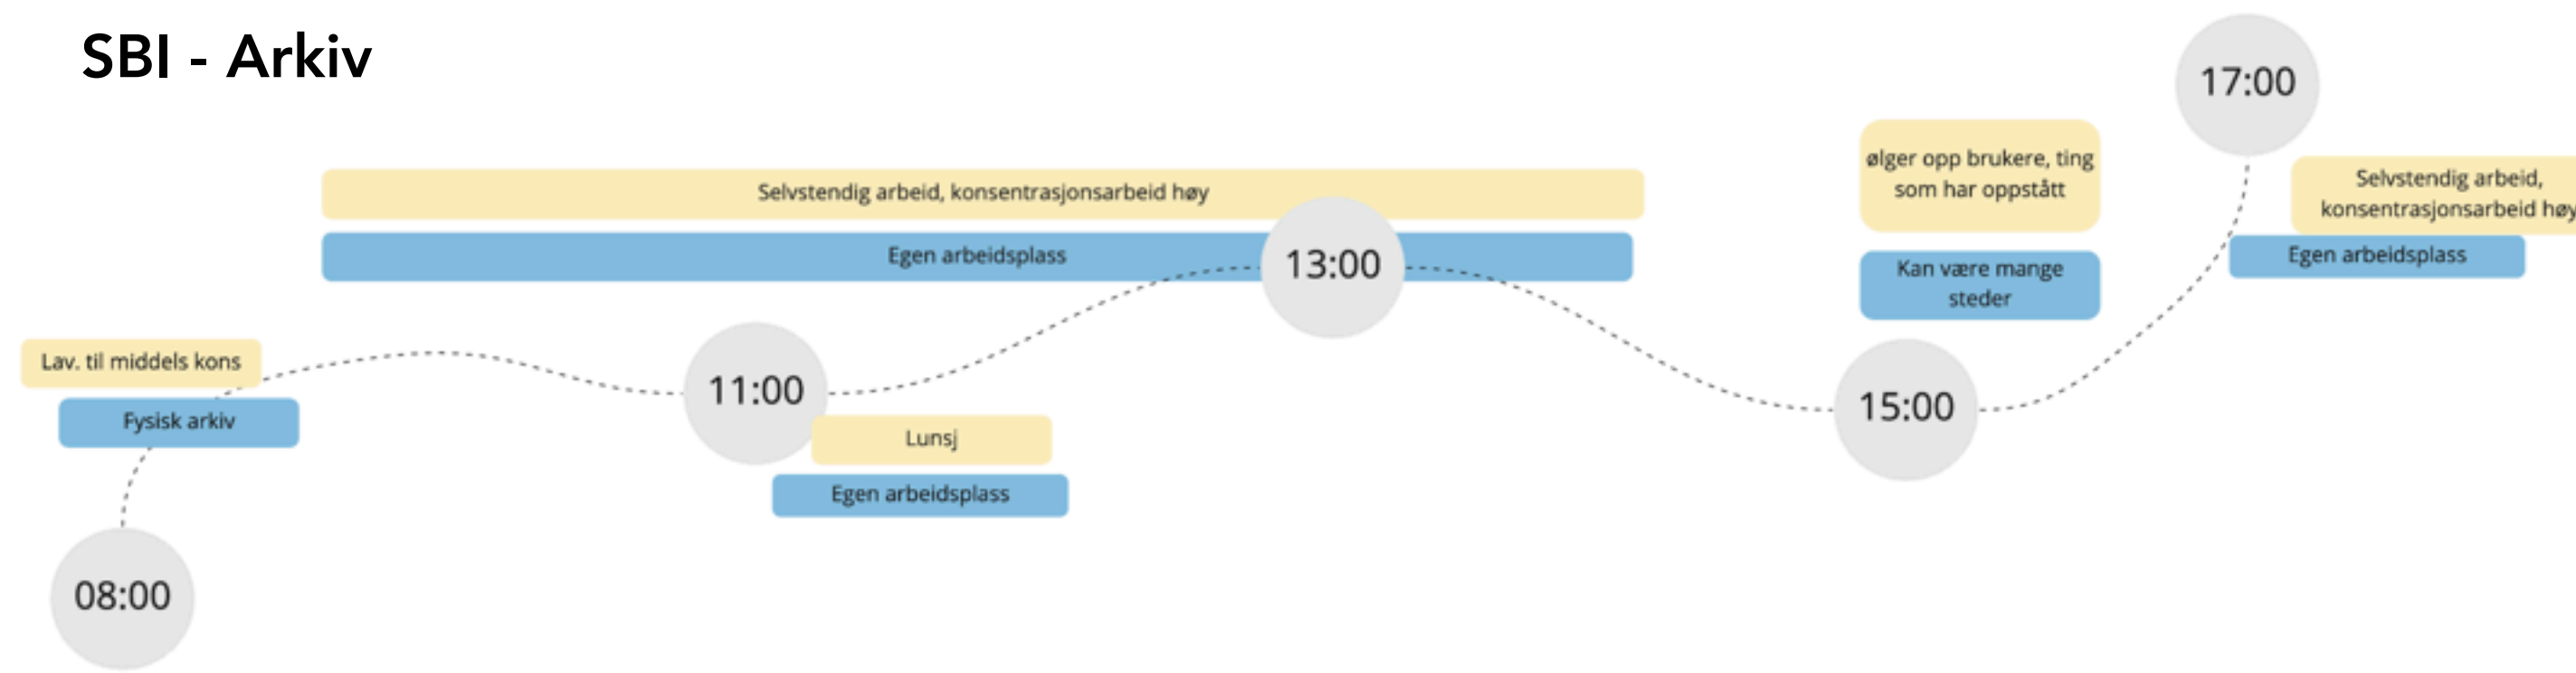 SBI - Arkiv
17:00
ølger opp brukere, ting
som har oppstått
Selvstendig arbeid,
konsentrasjonsarbeid høy
Selvstendig arbeid, konsentrasjonsarbeid høy
Egen arbeidsplass
13:00
Kan være mange
steder
Egen arbeidsplass
Lav. til middels kons
Fysisk arkiv
11:00
Lunsj
Egen arbeidsplass
15:00
08:00